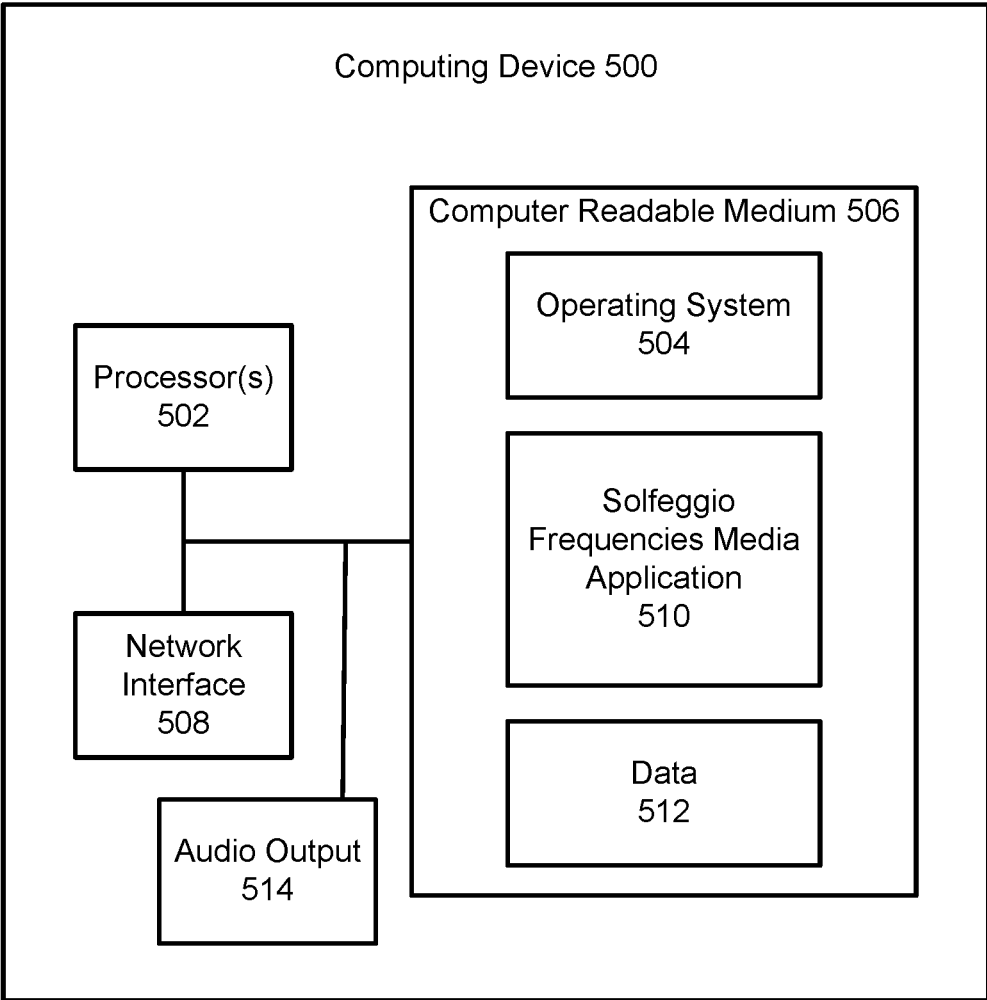 Computing Device 500
Computer Readable Medium 506
Operating System
504
Processor(s)
502
Solfeggio
Frequencies Media
Application
510
Network
Interface
508
Data
512
Audio Output
514